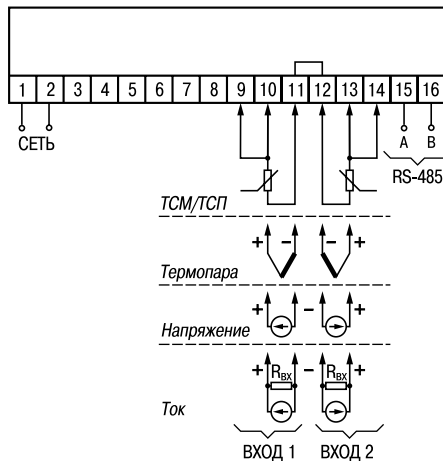 1 2 3 4 5 6 7 8 9 10 11 12 13 14 15 16
СЕТЬ
A B
RS-485
ТСМ/ТСП
+ - - +
Термопара
+ - +
Напряжение
+ Rвх - Rвх +
Ток
ВХОД 1 ВХОД 2